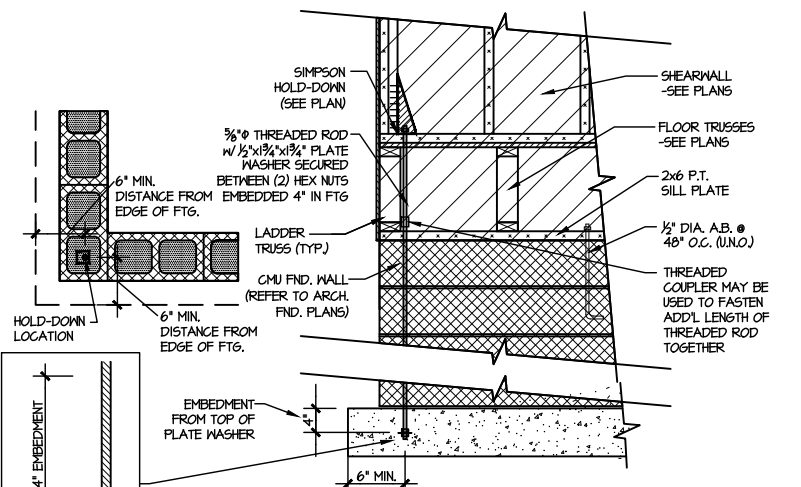 SIMPSON
HOLD-DOWN
(SEE PLAN)
5/8"Φ THREADED ROD
W/ 1/2"x1 3/4"x1 3/4" PLATE
WASHER SECURED
BETWEEN (2) HEX NUTS
EMBEDDED 4" IN FTG
LADDER
TRUSS (TYP.)
CMU FND. WALL
(REFER TO ARCH.
FND. PLANS)
SHEARWALL
-SEE PLANS
FLOOR TRUSSES
-SEE PLANS
2x6 P.T.
SILL PLATE
1/2" DIA. A.B. @
48" O.C. (U.N.O.)
THREADED
COUPLER MAY BE
USED TO FASTEN
ADD'L LENGTH OF
THREADED ROD
TOGETHER
6" MIN.
DISTANCE FROM
EDGE OF FTG.
6" MIN.
DISTANCE FROM
EDGE OF FTG.
HOLD-DOWN
LOCATION
EMBEDMENT
FROM TOP OF
PLATE WASHER
4"
6" MIN.
4" EMBEDMENT